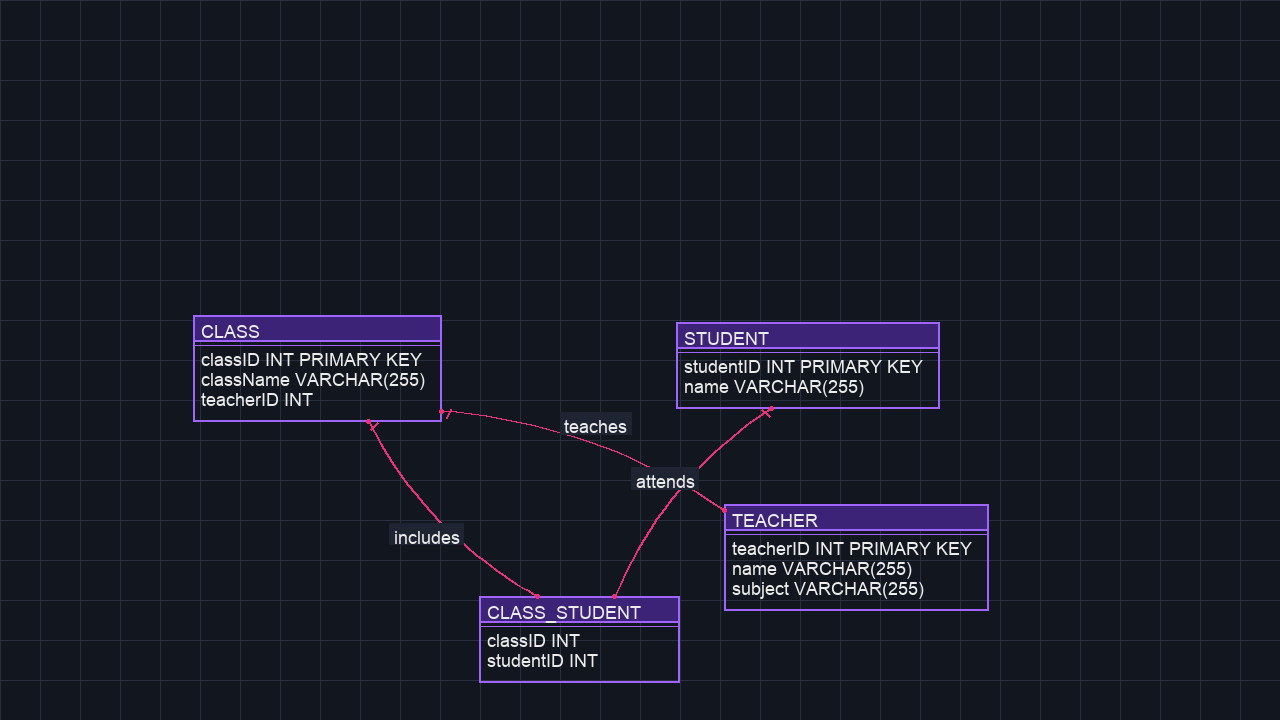 CLASS
classID INT PRIMARY KEY
className VARCHAR(255)
teacherID INT
STUDENT
studentID INT PRIMARY KEY
name VARCHAR(255)
teaches
attends
includes
TEACHER
teacherID INT PRIMARY KEY
name VARCHAR(255)
subject VARCHAR(255)
CLASS_STUDENT
classID INT
studentID INT